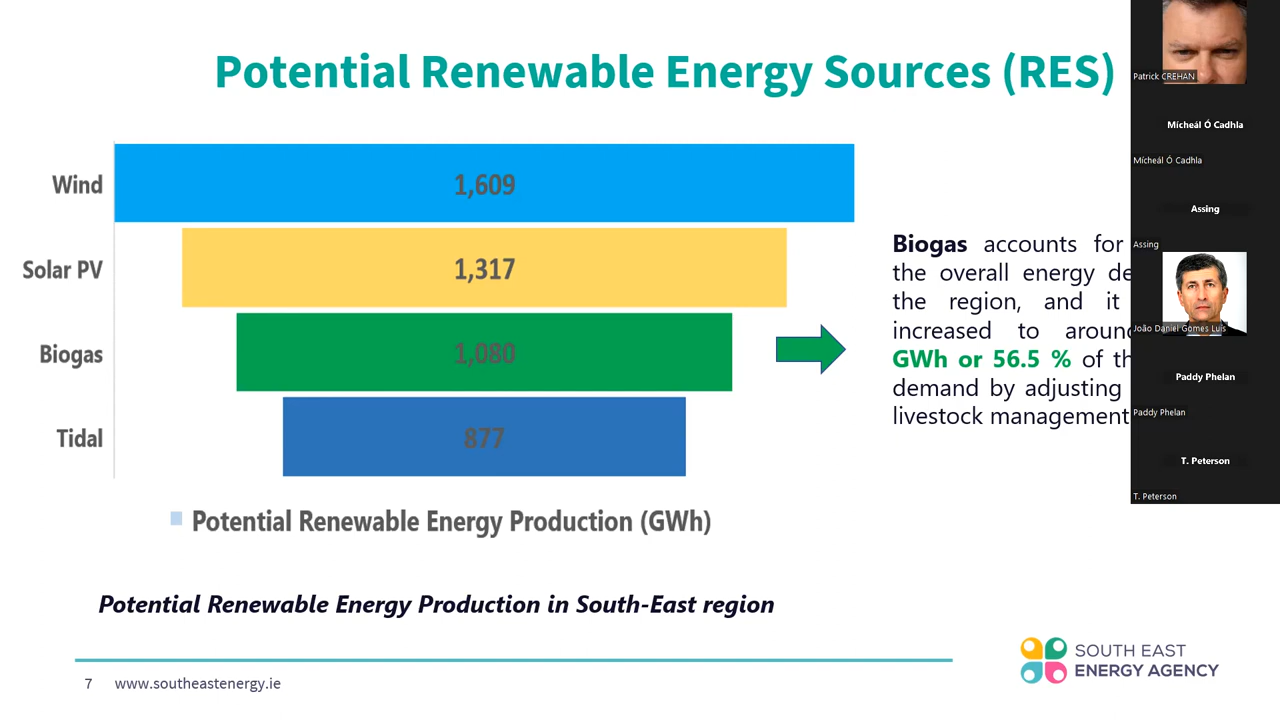 Potential Renewable Energy Sources (RES)
Wind
1,609
Solar PV
1,317
Biogas
1,080
Tidal
877
Potential Renewable Energy Production (GWh)
Biogas accounts for
the overall energy
the region, and it
increased to
GWh or 56.5 % of
demand by adjusting
livestock management
Potential Renewable Energy Production in South-East region
7 www.southeastenergy.ie
SOUTH EAST
ENERGY AGENCY
Patrick CREHAN
Mícheál Ó Cadhla
Mícheál Ó Cadhla
Assing
Assing
João Daniel Gomes Luís
Paddy Phelan
Paddy Phelan
T. Peterson
T. Peterson